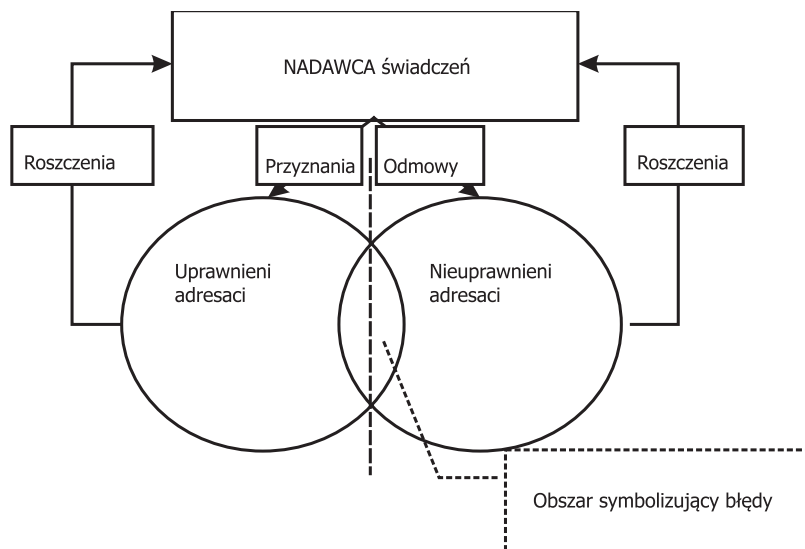 NADAWCA świadczeń
Roszczenia
Przyznania
Odmowy
Roszczenia
Uprawnieni
adresaci
Nieuprawnieni
adresaci
Obszar symbolizujący błędy